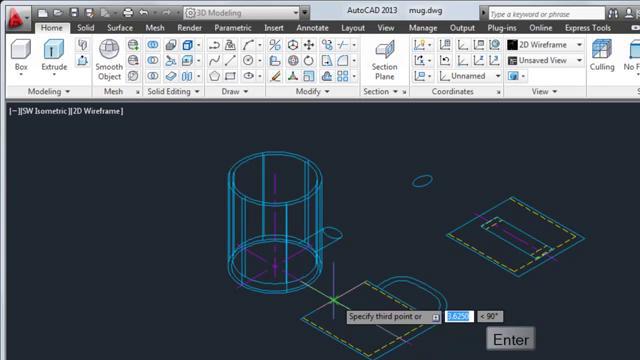 3D Modeling
AutoCAD 2013 mug.dwg
Type a keyword or phrase
Home Solid Surface Mesh Render Parametric Insert Annotate View Manage Output Plug-ins Online Express Tools
Box
Extrude
Smooth
Object
Section
Plane
Unnamed
2D Wireframe
Unsaved View
Culling
No F
Modeling
Mesh
Solid Editing
Draw
Modify
Section
Coordinates
View
[−][SW Isometric][2D Wireframe]
Specify third point or
3.6250
< 90°
Enter